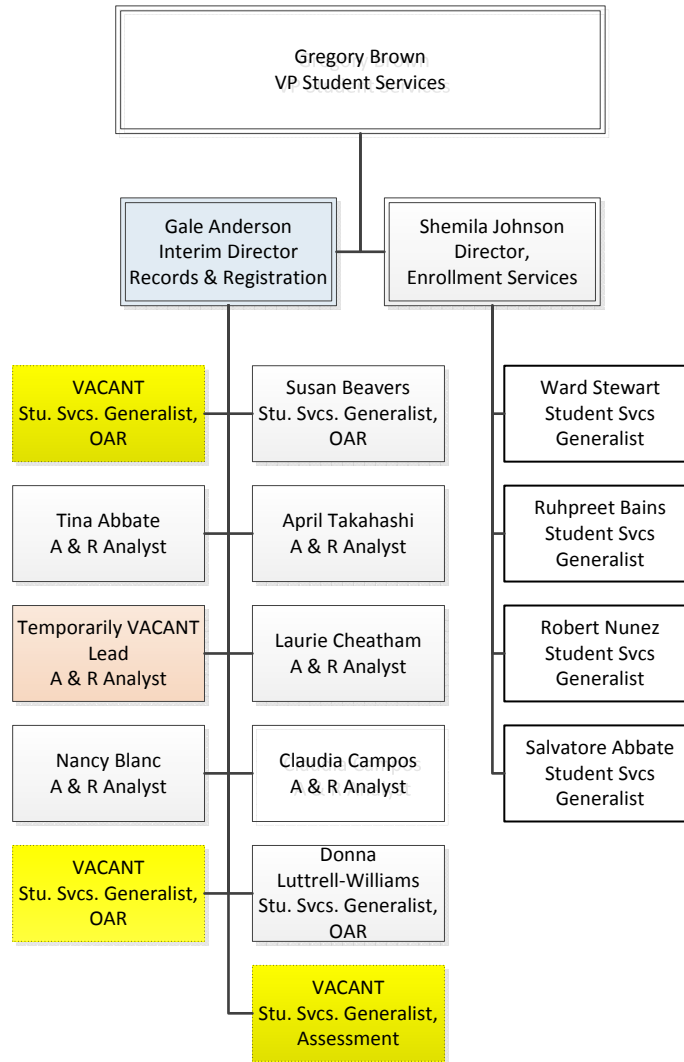 Gregory Brown
VP Student Services
Gale Anderson
Interim Director
Records & Registration
Shemila Johnson
Director,
Enrollment Services
VACANT
Stu. Svcs. Generalist,
OAR
Susan Beavers
Stu. Svcs. Generalist,
OAR
Ward Stewart
Student Svcs
Generalist
Tina Abbate
A & R Analyst
April Takahashi
A & R Analyst
Ruhpreet Bains
Student Svcs
Generalist
Temporarily VACANT
Lead
A & R Analyst
Laurie Cheatham
A & R Analyst
Robert Nunez
Student Svcs
Generalist
Nancy Blanc
A & R Analyst
Claudia Campos
A & R Analyst
Salvatore Abbate
Student Svcs
Generalist
VACANT
Stu. Svcs. Generalist,
OAR
Donna
Luttrell-Williams
Stu. Svcs. Generalist,
OAR
VACANT
Stu. Svcs. Generalist,
Assessment